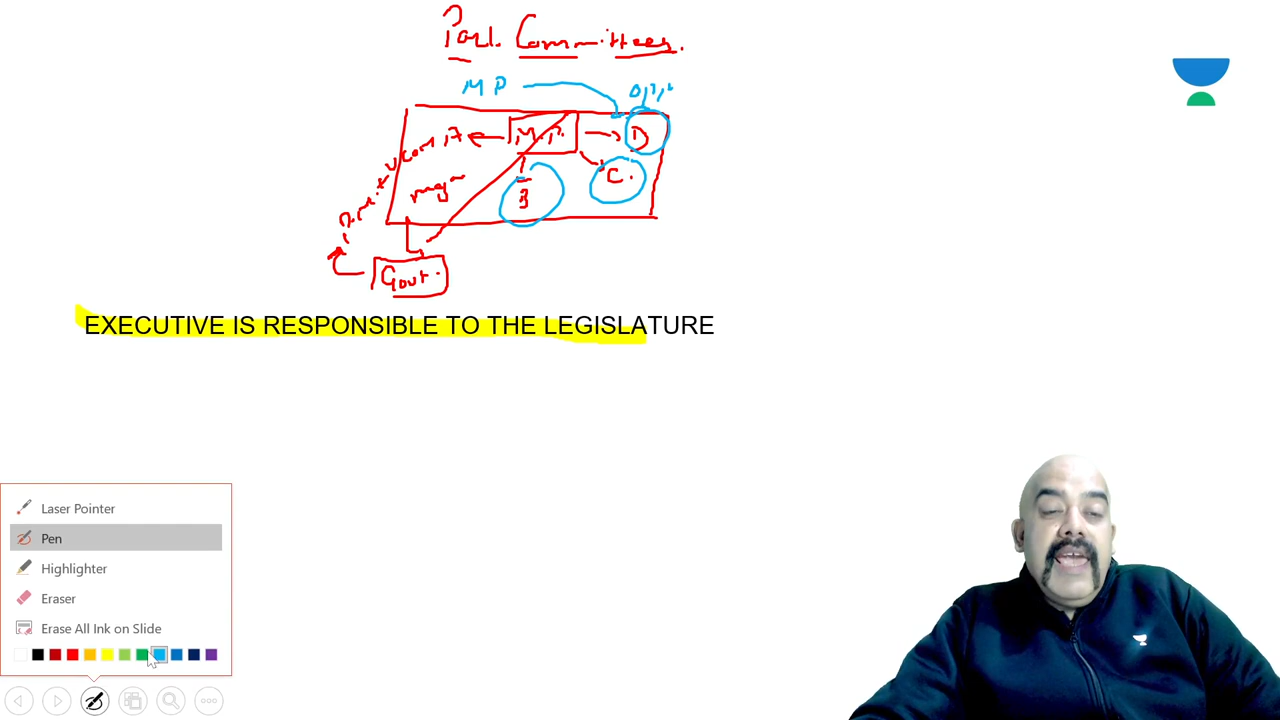 Parl. Committees.
M P
M.P.
D
C.
B
Govt.
EXECUTIVE IS RESPONSIBLE TO THE LEGISLATURE
Laser Pointer
Pen
Highlighter
Eraser
Erase All Ink on Slide